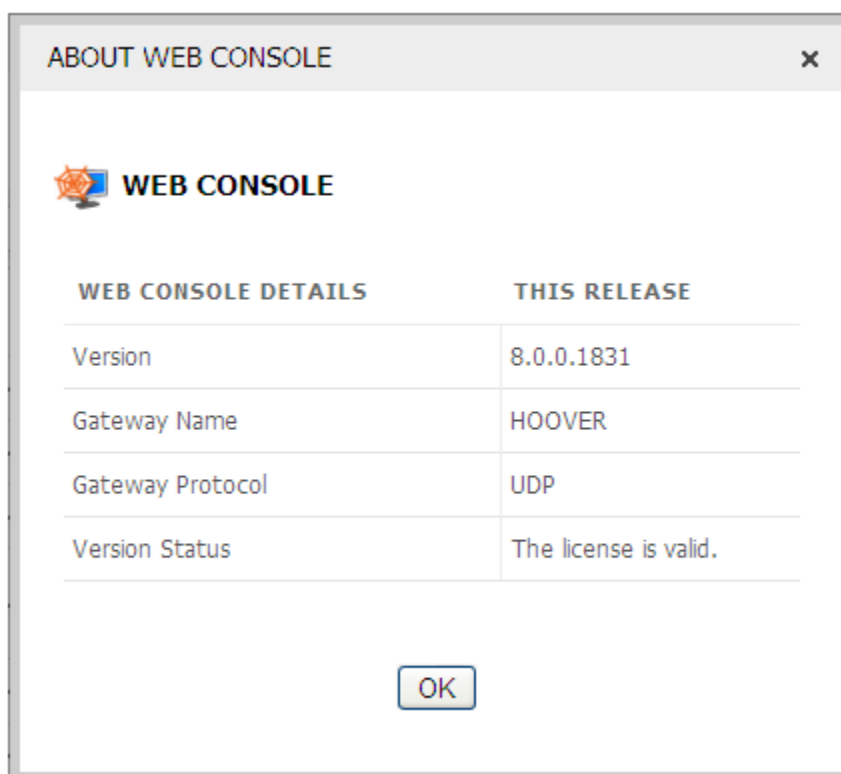 ABOUT WEB CONSOLE
WEB CONSOLE
WEB CONSOLE DETAILS THIS RELEASE
Version 8.0.0.1831
Gateway Name HOOVER
Gateway Protocol UDP
Version Status The license is valid.
OK